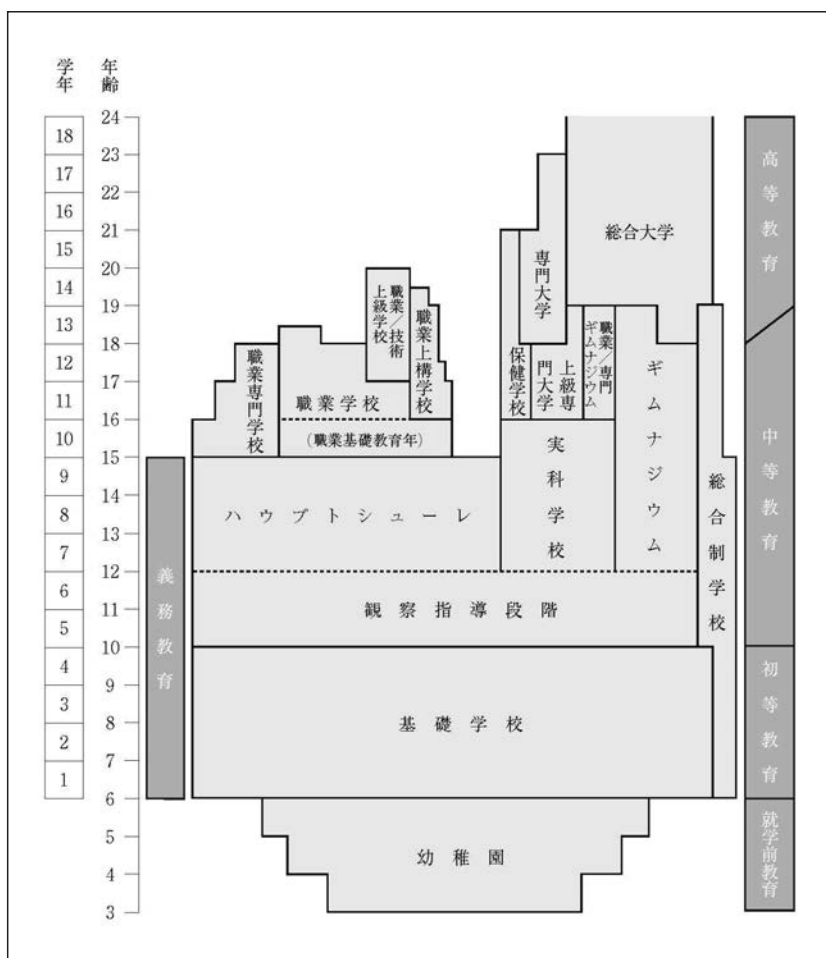 学年
年齢
24
18
23
17
22
16
21
15
20
14
19
13
18
12
17
11
16
10
15
9
14
8
13
7
12
6
11
5
10
4
9
3
8
2
7
1
6
5
4
3
義務教育
総合大学
専門大学
職業/技術
上級学校
職業上構学校
職業専門学校
職業学校
(職業基礎教育年)
保健学校
上級専
門大学
職業/専門
ギムナジウム
ギムナジウム
実科学校
ハウプトシューレ
総合制学校
観察指導段階
基礎学校
幼稚園
高等教育
中等教育
初等教育
就学前教育